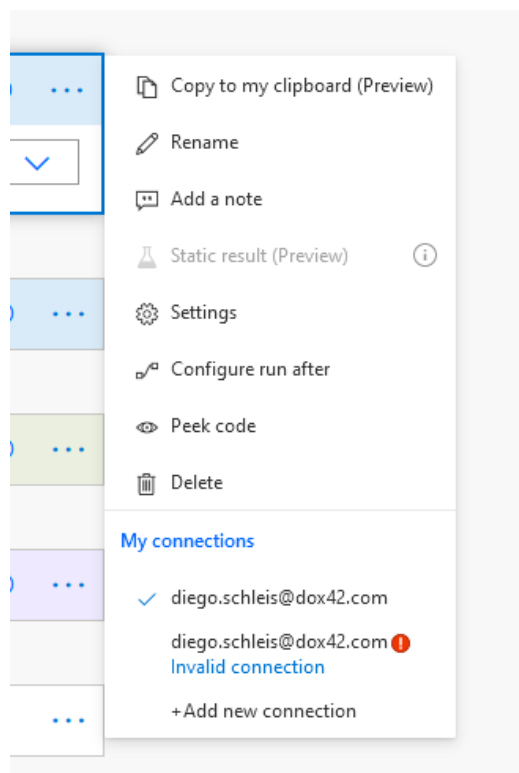 Copy to my clipboard (Preview)
Rename
Add a note
Static result (Preview)
Settings
Configure run after
Peek code
Delete
My connections
diego.schleis@dox42.com
diego.schleis@dox42.com
Invalid connection
+Add new connection